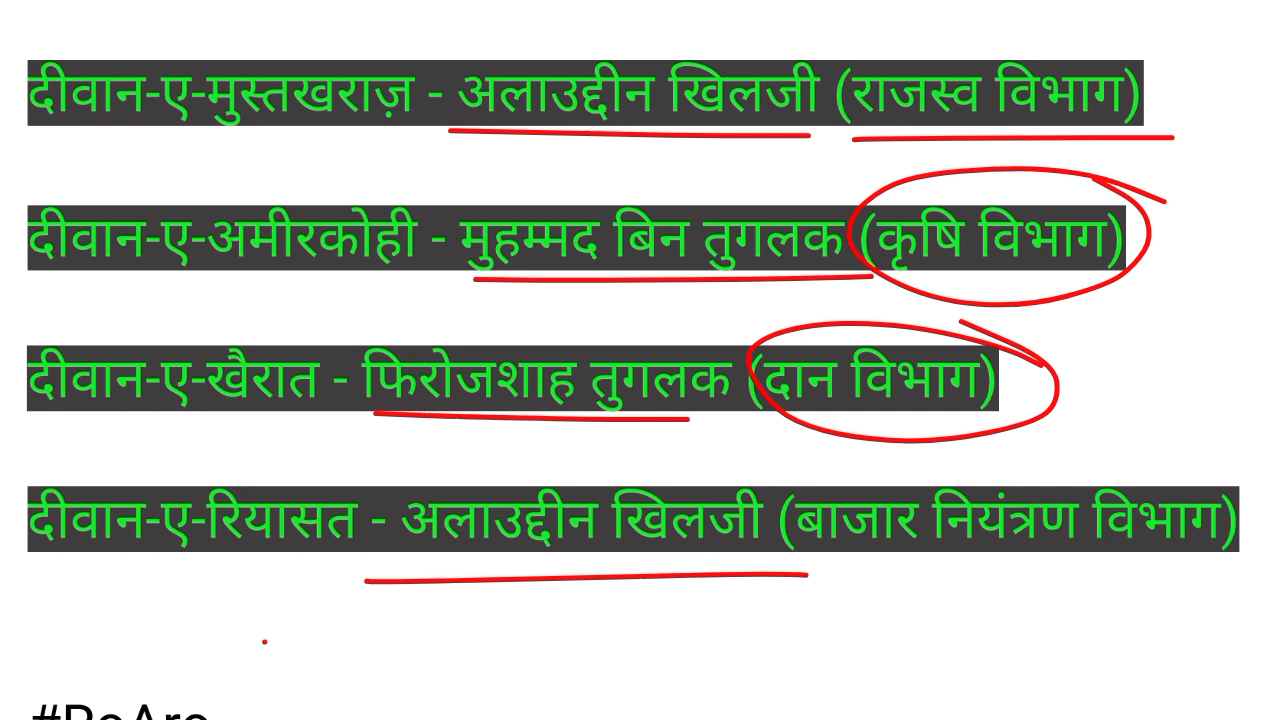 दीवान-ए-मुस्तखराज़ - अलाउद्दीन खिलजी (राजस्व विभाग)
दीवान-ए-अमीरकोही - मुहम्मद बिन तुगलक (कृषि विभाग)
दीवान-ए-खैरात - फिरोजशाह तुगलक (दान विभाग)
दीवान-ए-रियासत - अलाउद्दीन खिलजी (बाजार नियंत्रण विभाग)